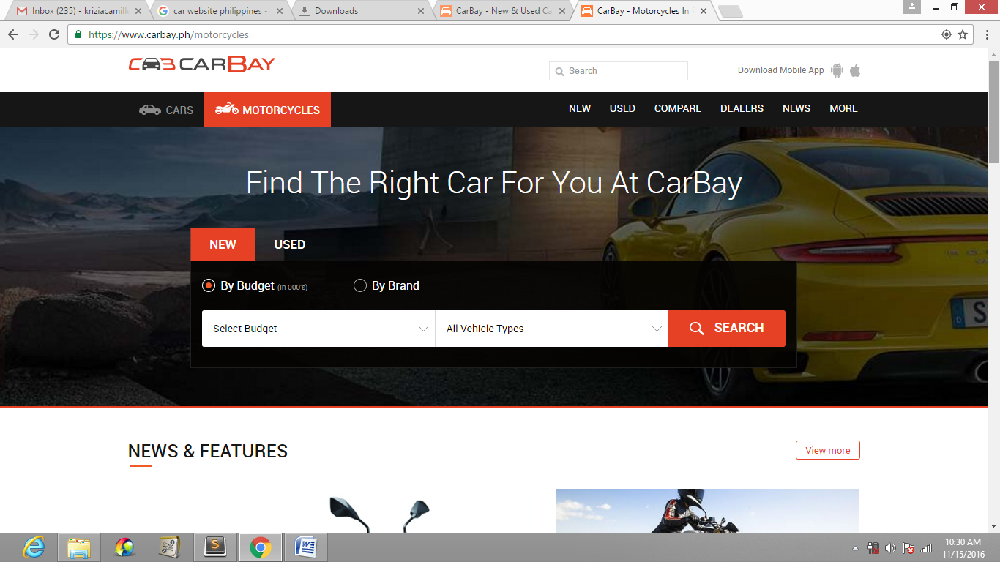 Inbox (235) - kriziacamille
car website philippines -
Downloads
CarBay - New & Used Ca
CarBay - Motorcycles In
https://www.carbay.ph/motorcycles
CARBAY
Search
Download Mobile App
CARS
MOTORCYCLES
NEW
USED
COMPARE
DEALERS
NEWS
MORE
Find The Right Car For You At CarBay
NEW
USED
By Budget (In 000's)
By Brand
- Select Budget -
- All Vehicle Types -
SEARCH
S
NEWS & FEATURES
View more
10:30 AM
11/15/2016